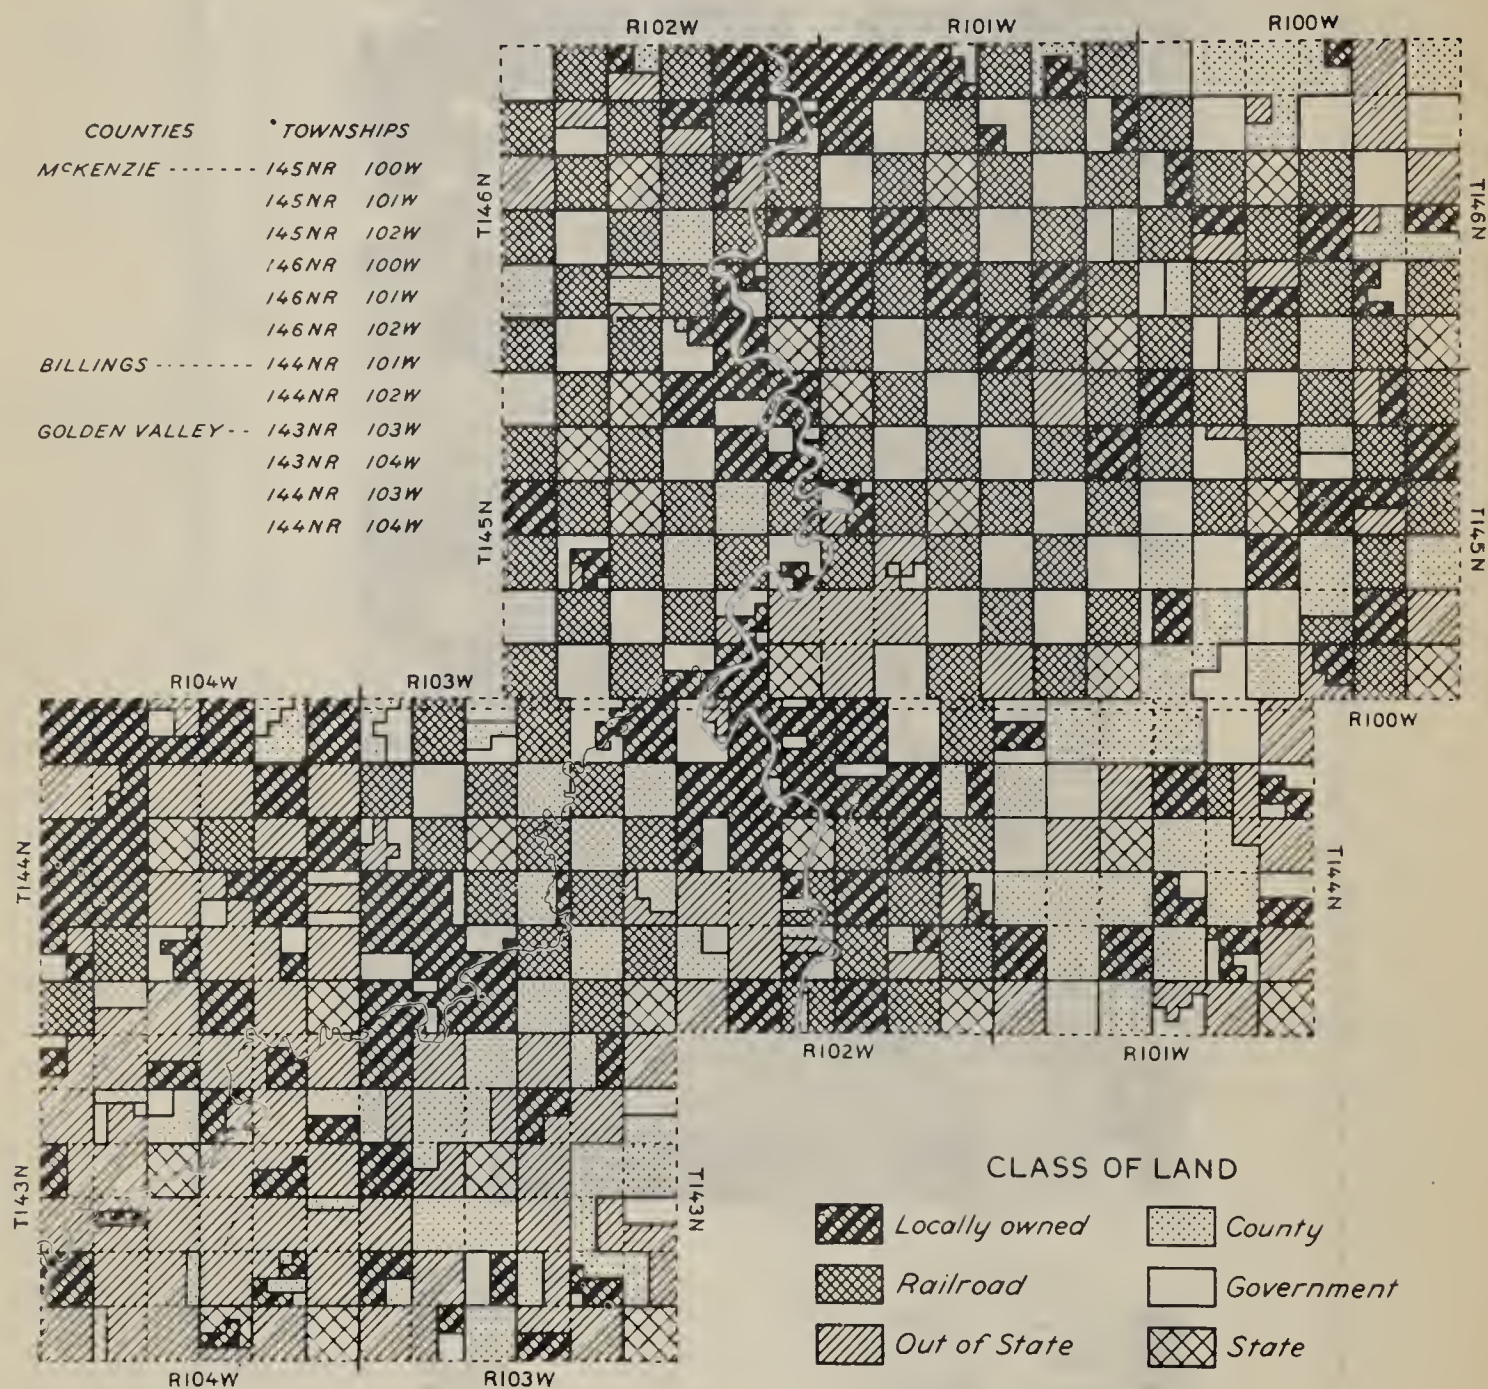 R102W R101W R100W
COUNTIES TOWNSHIPS
McKENZIE ------- 145NR 100W
145NR 101W
145NR 102W
146NR 100W
146NR 101W
146NR 102W
BILLINGS -------- 144NR 101W
144NR 102W
GOLDEN VALLEY -- 143NR 103W
143NR 104W
144NR 103W
144NR 104W
T146N
T146N
T145N
T145N
R104W R103W
R100W
T144N
T144N
R102W R101W
T143N
T143N
R104W R103W
CLASS OF LAND
Locally owned
Railroad
Out of State
County
Government
State